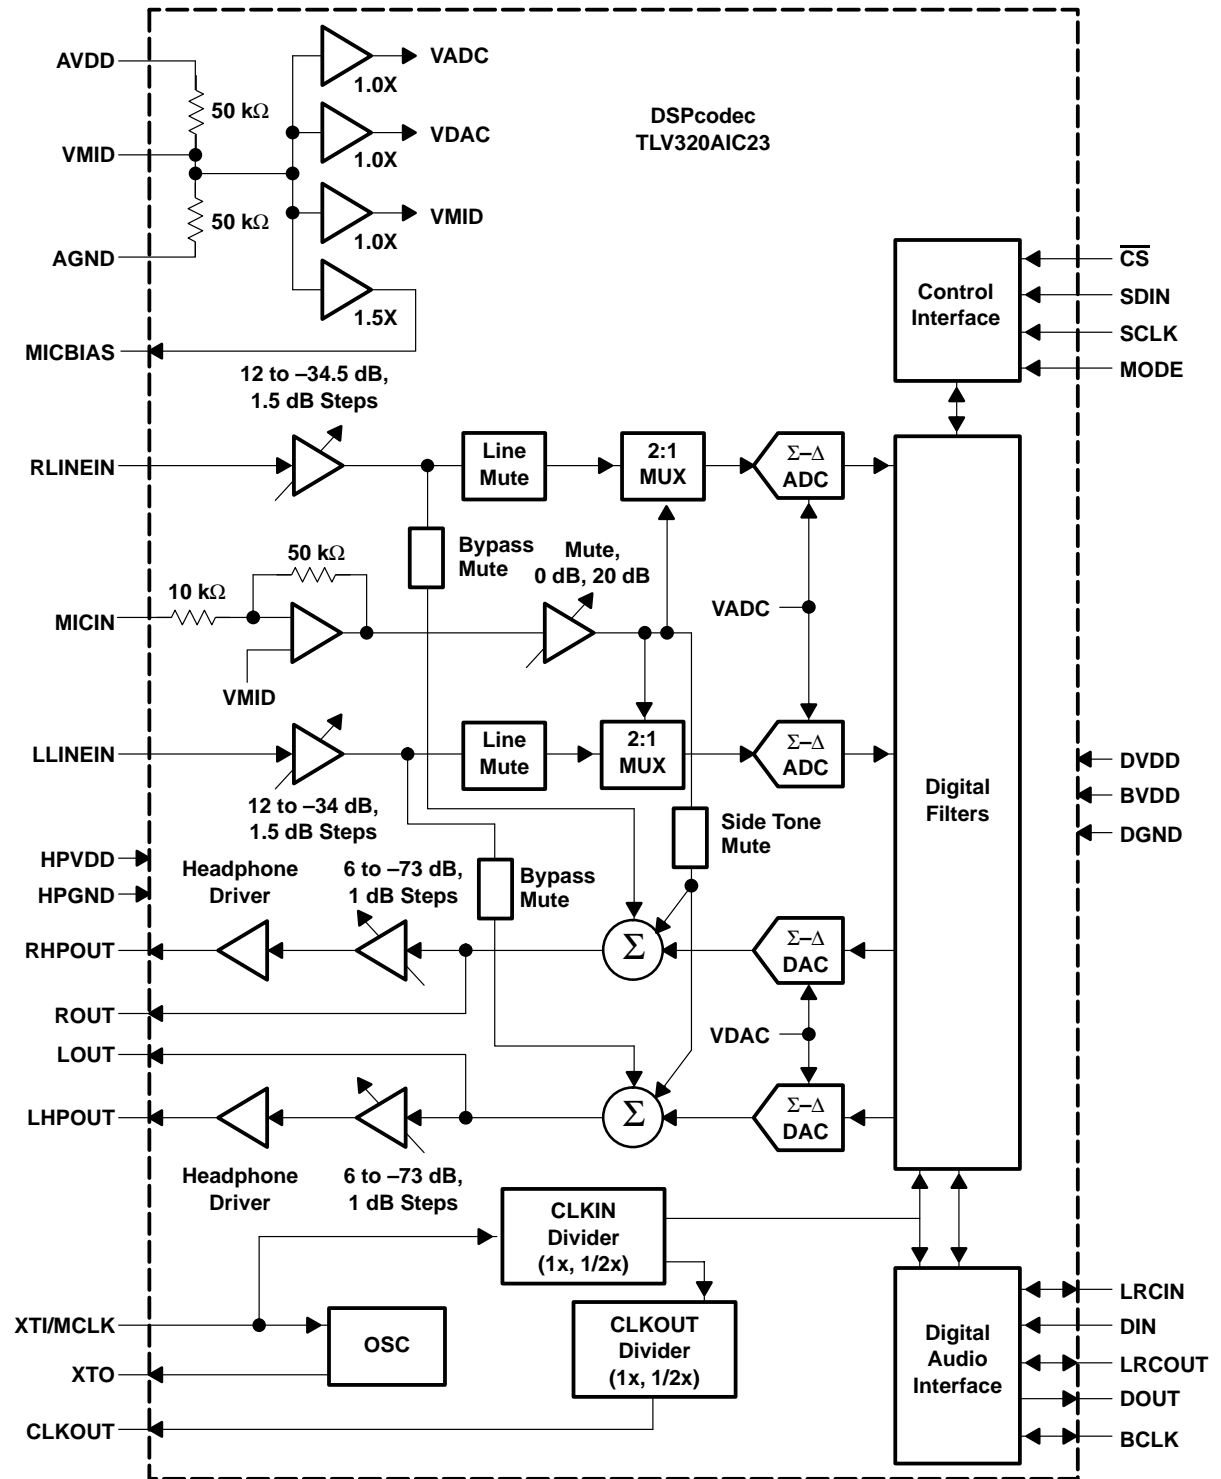 AVDD
50 kΩ
VMID
50 kΩ
AGND
MICBIAS
VADC
1.0X
VDAC
1.0X
VMID
1.0X
1.5X
DSPcodec
TLV320AIC23
Control
Interface
CS
SDIN
SCLK
MODE
12 to –34.5 dB,
1.5 dB Steps
RLINEIN
Line
Mute
2:1
MUX
Σ–Δ
ADC
Bypass
Mute
Mute,
0 dB, 20 dB
50 kΩ
10 kΩ
MICIN
VMID
VADC
LLINEIN
Line
Mute
2:1
MUX
Σ–Δ
ADC
12 to –34 dB,
1.5 dB Steps
Digital
Filters
DVDD
BVDD
DGND
Side Tone
Mute
HPVDD
HPGND
Headphone
Driver
6 to –73 dB,
1 dB Steps
Bypass
Mute
RHPOUT
Σ
Σ–Δ
DAC
ROUT
LOUT
VDAC
LHPOUT
Σ
Σ–Δ
DAC
Headphone
Driver
6 to –73 dB,
1 dB Steps
CLKIN
Divider
(1x, 1/2x)
XTI/MCLK
OSC
XTO
CLKOUT
Divider
(1x, 1/2x)
CLKOUT
Digital
Audio
Interface
LRCIN
DIN
LRCOUT
DOUT
BCLK